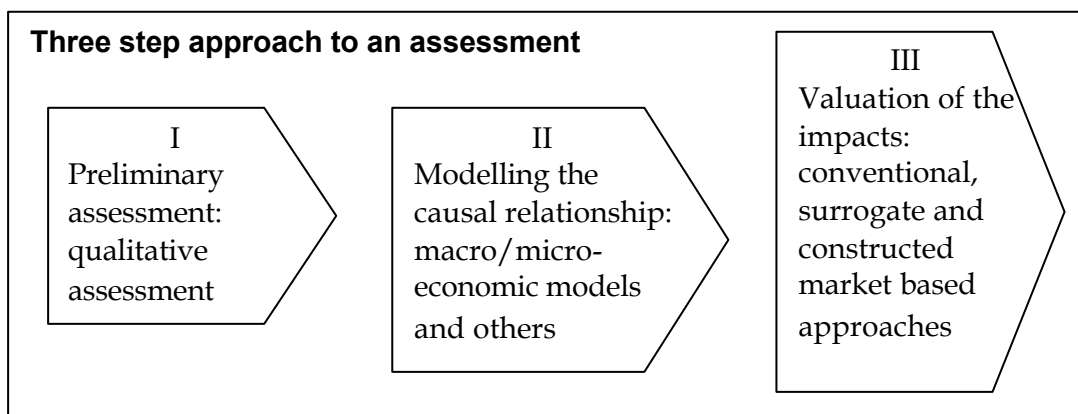 Three step approach to an assessment
I
Preliminary
assessment:
qualitative
assessment
II
Modelling the
causal relationship:
macro/micro-
economic models
and others
III
Valuation of the
impacts:
conventional,
surrogate and
constructed
market based
approaches